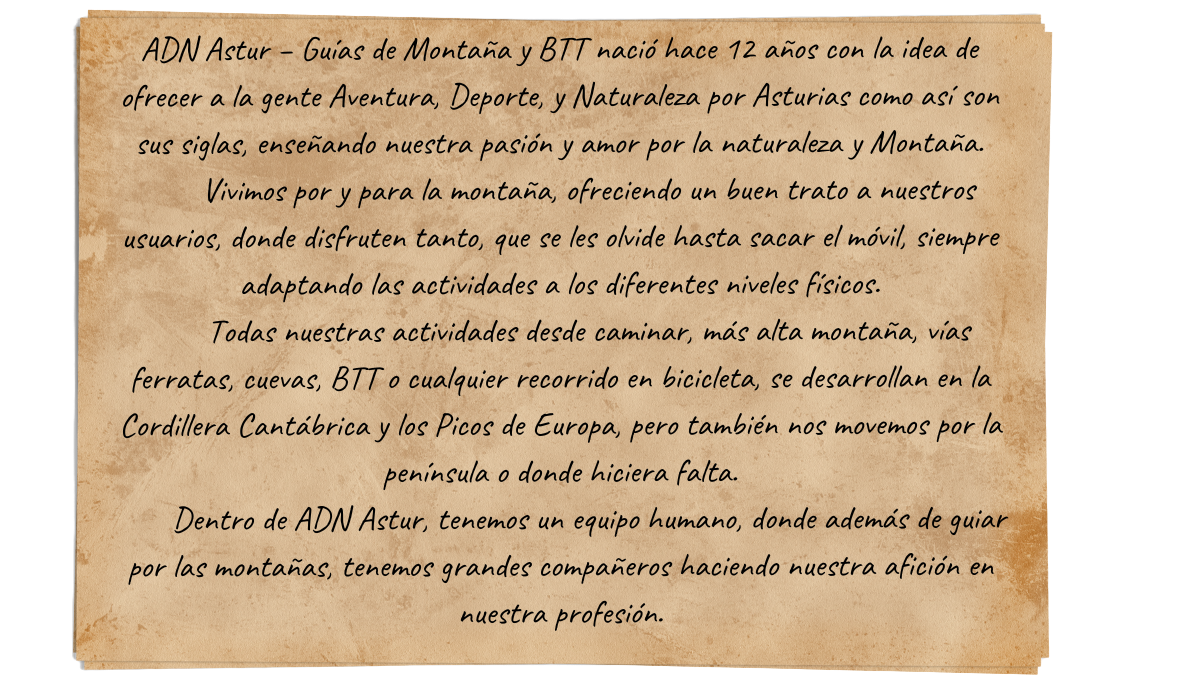 ADN Astur – Guías de Montaña y BTT nació hace 12 años con la idea de
ofrecer a la gente Aventura, Deporte, y Naturaleza por Asturias como así son
sus siglas, enseñando nuestra pasión y amor por la naturaleza y Montaña.
Vivimos por y para la montaña, ofreciendo un buen trato a nuestros
usuarios, donde disfruten tanto, que se les olvide hasta sacar el móvil, siempre
adaptando las actividades a los diferentes niveles físicos.
Todas nuestras actividades desde caminar, más alta montaña, vías
ferratas, cuevas, BTT o cualquier recorrido en bicicleta, se desarrollan en la
Cordillera Cantábrica y los Picos de Europa, pero también nos movemos por la
península o donde hiciera falta.
Dentro de ADN Astur, tenemos un equipo humano, donde además de guiar
por las montañas, tenemos grandes compañeros haciendo nuestra afición en
nuestra profesión.